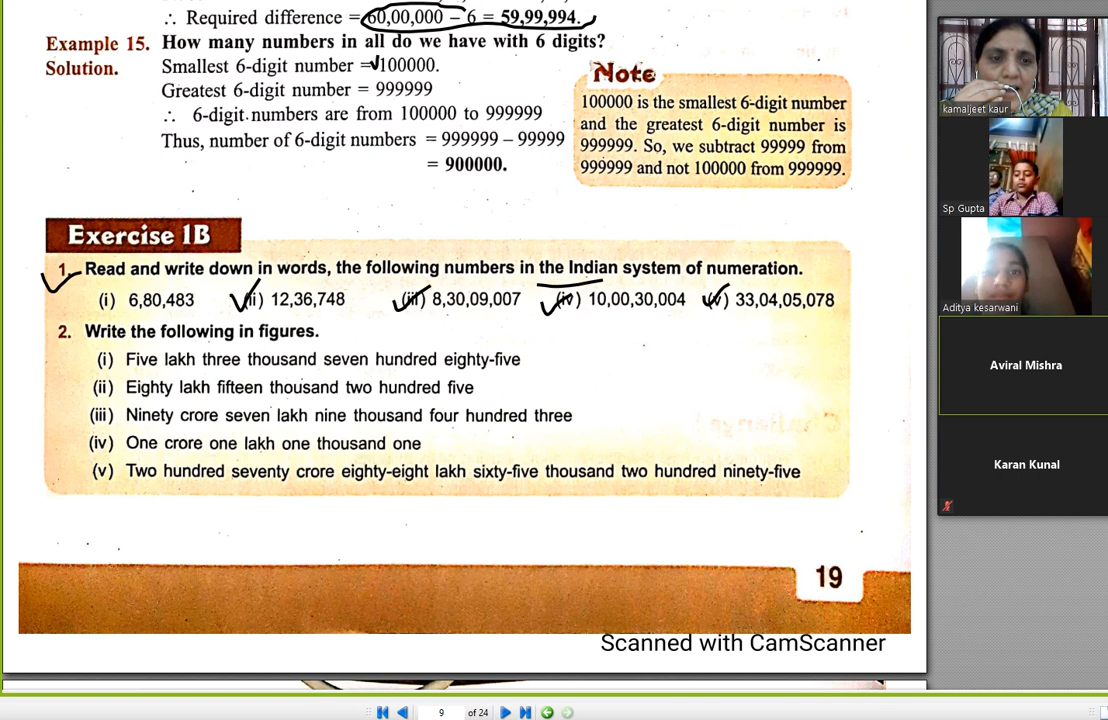 ∴ Required difference = 60,00,000 – 6 = 59,99,994.
Example 15. How many numbers in all do we have with 6 digits?
Solution. Smallest 6-digit number = 100000.
Greatest 6-digit number = 999999
∴ 6-digit numbers are from 100000 to 999999
Thus, number of 6-digit numbers = 999999 – 99999
= 900000.
Note
100000 is the smallest 6-digit number
and the greatest 6-digit number is
999999. So, we subtract 99999 from
999999 and not 100000 from 999999.
Exercise 1B
1. Read and write down in words, the following numbers in the Indian system of numeration.
(i) 6,80,483 (ii) 12,36,748 (iii) 8,30,09,007 (iv) 10,00,30,004 (v) 33,04,05,078
2. Write the following in figures.
(i) Five lakh three thousand seven hundred eighty-five
(ii) Eighty lakh fifteen thousand two hundred five
(iii) Ninety crore seven lakh nine thousand four hundred three
(iv) One crore one lakh one thousand one
(v) Two hundred seventy crore eighty-eight lakh sixty-five thousand two hundred ninety-five
19
Scanned with CamScanner
kamaljeet kaur
Sp Gupta
Aditya kesarwani
Aviral Mishra
Karan Kunal
9 of 24